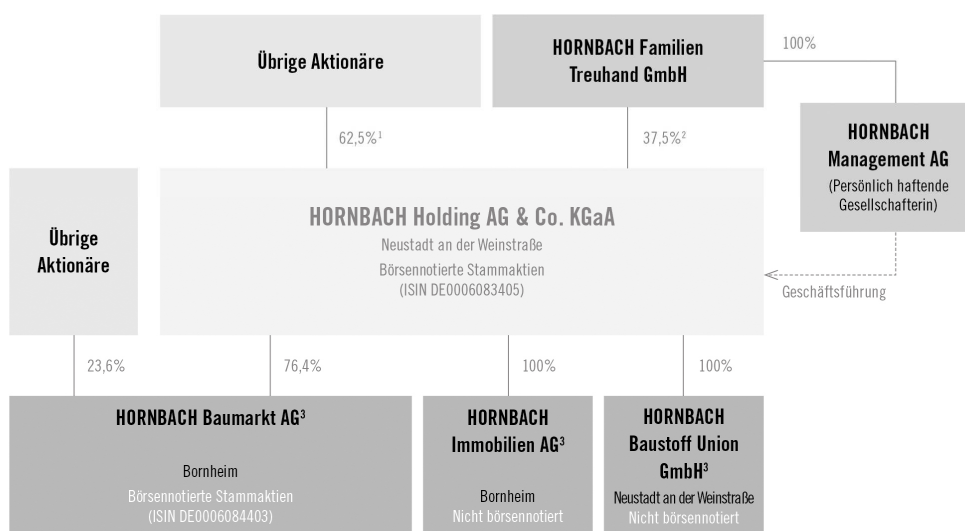 Übrige Aktionäre
HORNBACH Familien
Treuhand GmbH
100%
62,5%¹
37,5%²
HORNBACH
Management AG
(Persönlich haftende
Gesellschafterin)
Übrige
Aktionäre
HORNBACH Holding AG & Co. KGaA
Neustadt an der Weinstraße
Börsennotierte Stammaktien
(ISIN DE0006083405)
Geschäftsführung
23,6%
76,4%
100%
100%
HORNBACH Baumarkt AG³
Bornheim
Börsennotierte Stammaktien
(ISIN DE0006084403)
HORNBACH
Immobilien AG³
Bornheim
Nicht börsennotiert
HORNBACH
Baustoff Union
GmbH³
Neustadt an der Weinstraße
Nicht börsennotiert